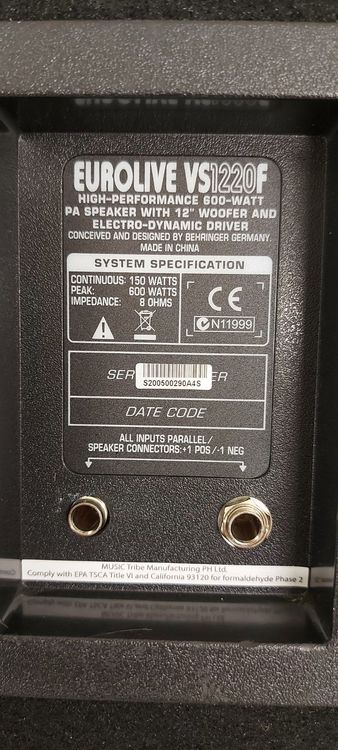 EUROLIVE VS1220F
HIGH-PERFORMANCE 600-WATT
PA SPEAKER WITH 12" WOOFER AND
ELECTRO-DYNAMIC DRIVER
CONCEIVED AND DESIGNED BY BEHRINGER GERMANY.
MADE IN CHINA
SYSTEM SPECIFICATION
CONTINUOUS: 150 WATTS
PEAK: 600 WATTS
IMPEDANCE: 8 OHMS
CE
N11999
S200500290A4S
DATE CODE
ALL INPUTS PARALLEL/
SPEAKER CONNECTORS:+1 POS/-1 NEG
MUSIC Tribe Manufacturing PH Ltd.
Comply with EPA TSCA Title VI and California 93120 for formaldehyde Phase 2